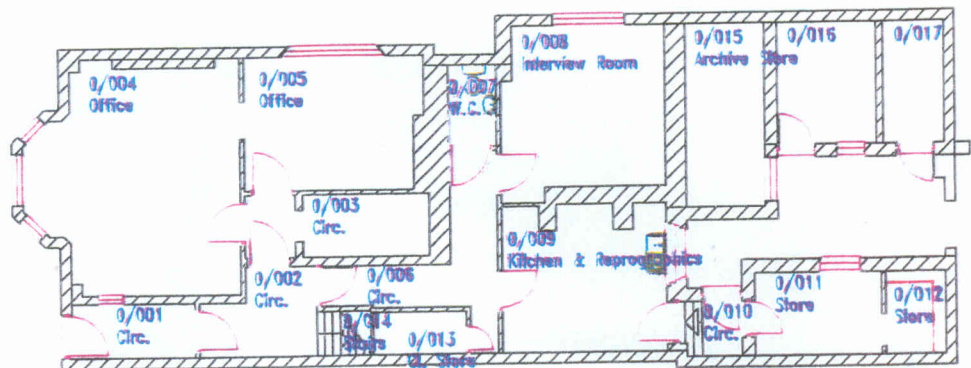 0/004
Office
0/005
Office
0/007
W.C.
0/008
Interview Room
0/015
Archive Store
0/016
0/017
0/003
Circ.
0/009
Kitchen & Reprographics
0/002
Circ.
0/006
Circ.
0/001
Circ.
0/014
Stairs
0/013
CL. Store
0/010
Circ.
0/011
Store
0/012
Store